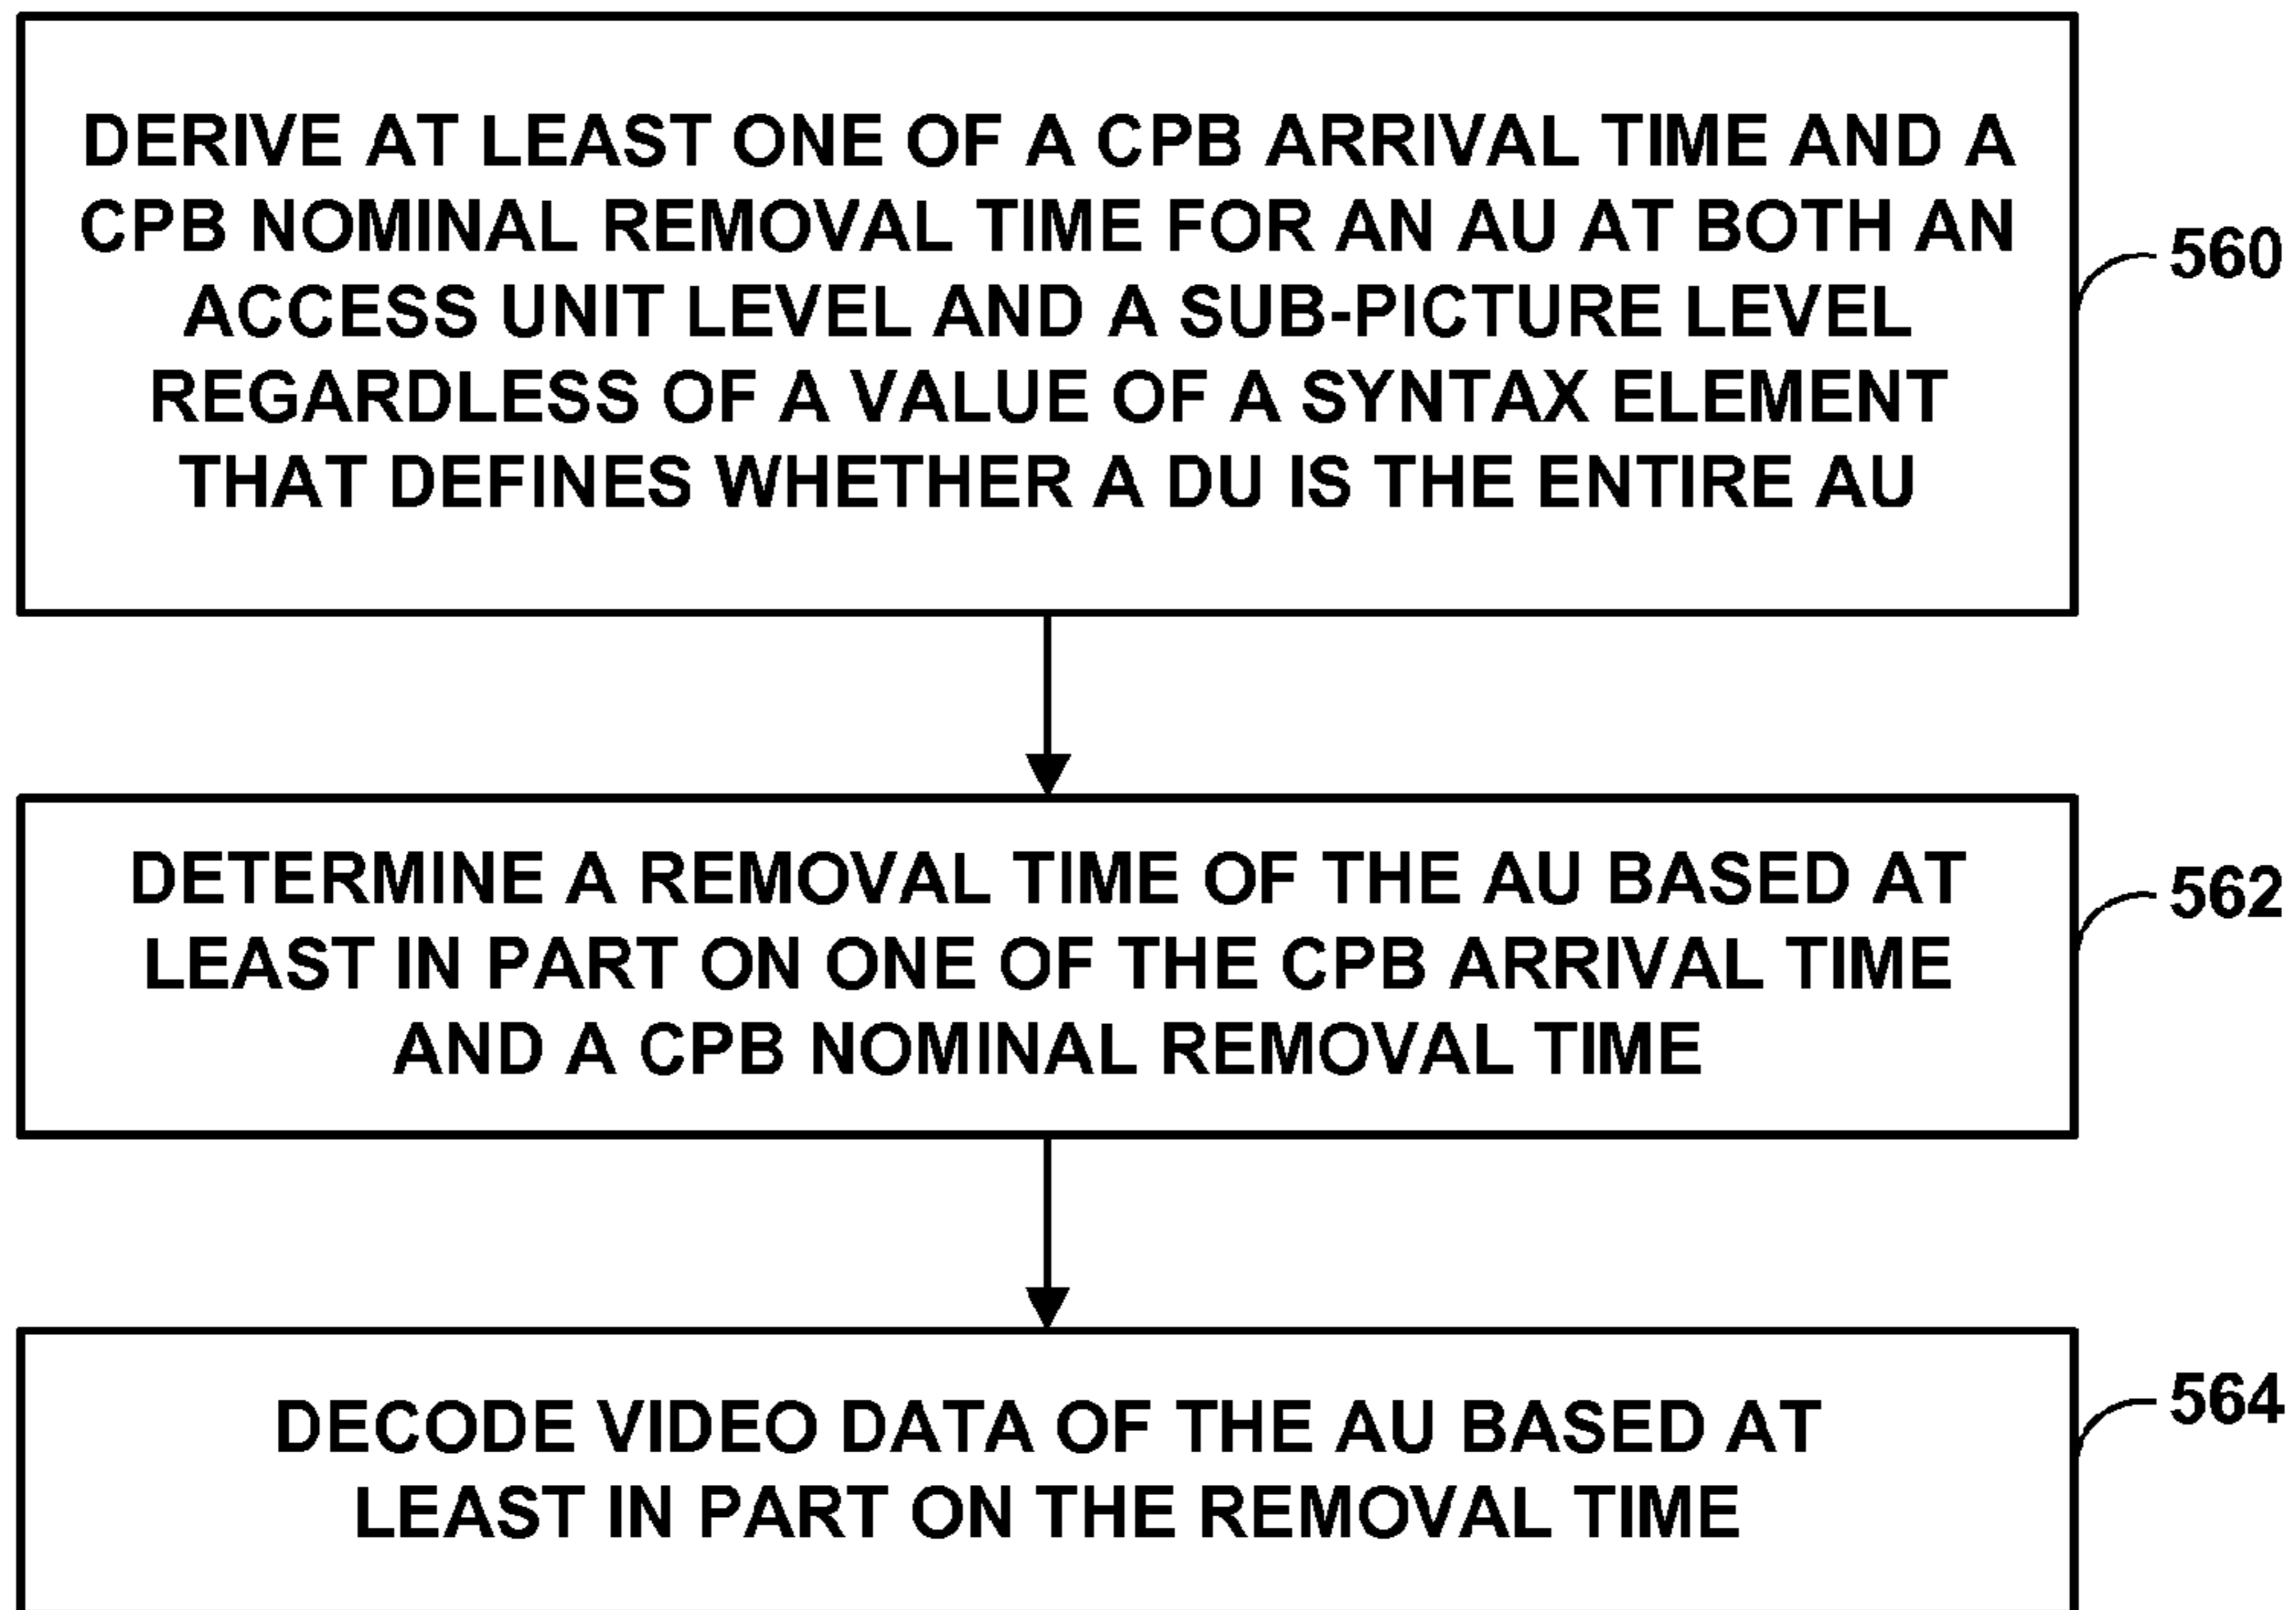 DERIVE AT LEAST ONE OF A CPB ARRIVAL TIME AND A
CPB NOMINAL REMOVAL TIME FOR AN AU AT BOTH AN
ACCESS UNIT LEVEL AND A SUB-PICTURE LEVEL
REGARDLESS OF A VALUE OF A SYNTAX ELEMENT
THAT DEFINES WHETHER A DU IS THE ENTIRE AU
560
DETERMINE A REMOVAL TIME OF THE AU BASED AT
LEAST IN PART ON ONE OF THE CPB ARRIVAL TIME
AND A CPB NOMINAL REMOVAL TIME
562
DECODE VIDEO DATA OF THE AU BASED AT
LEAST IN PART ON THE REMOVAL TIME
564